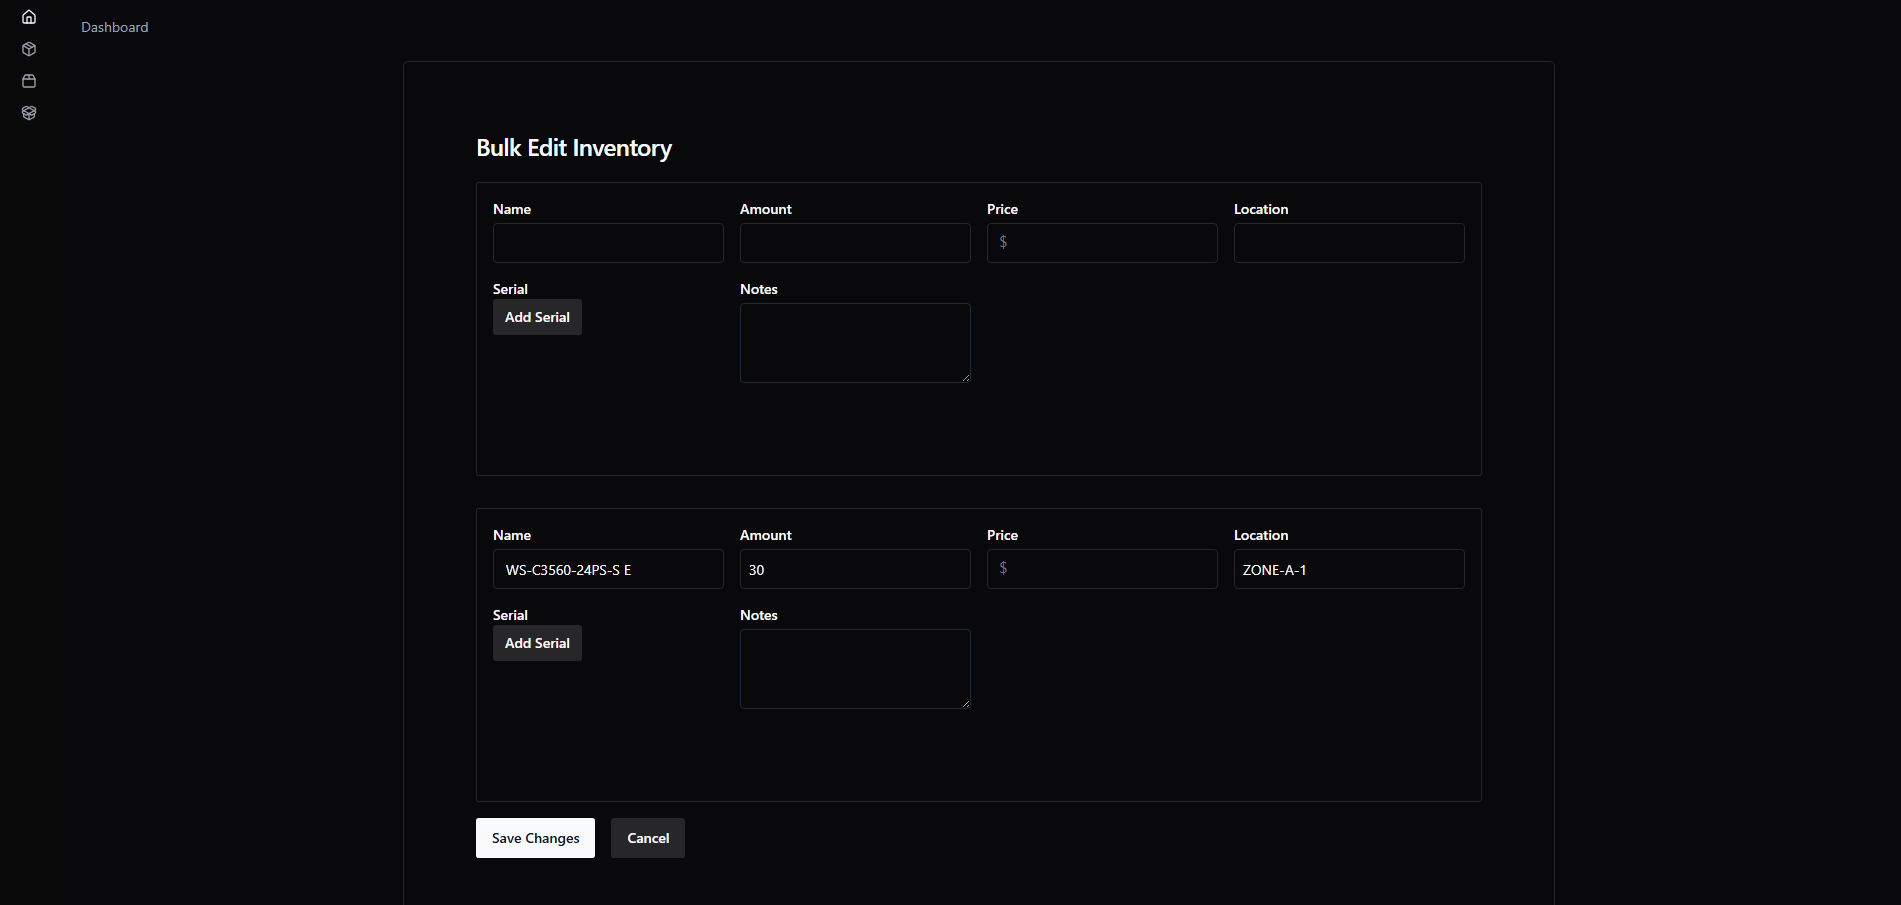 Dashboard
Bulk Edit Inventory
Name Amount Price Location
$
Serial Notes
Add Serial
Name Amount Price Location
WS-C3560-24PS-S E 30 $ ZONE-A-1
Serial Notes
Add Serial
Save Changes Cancel